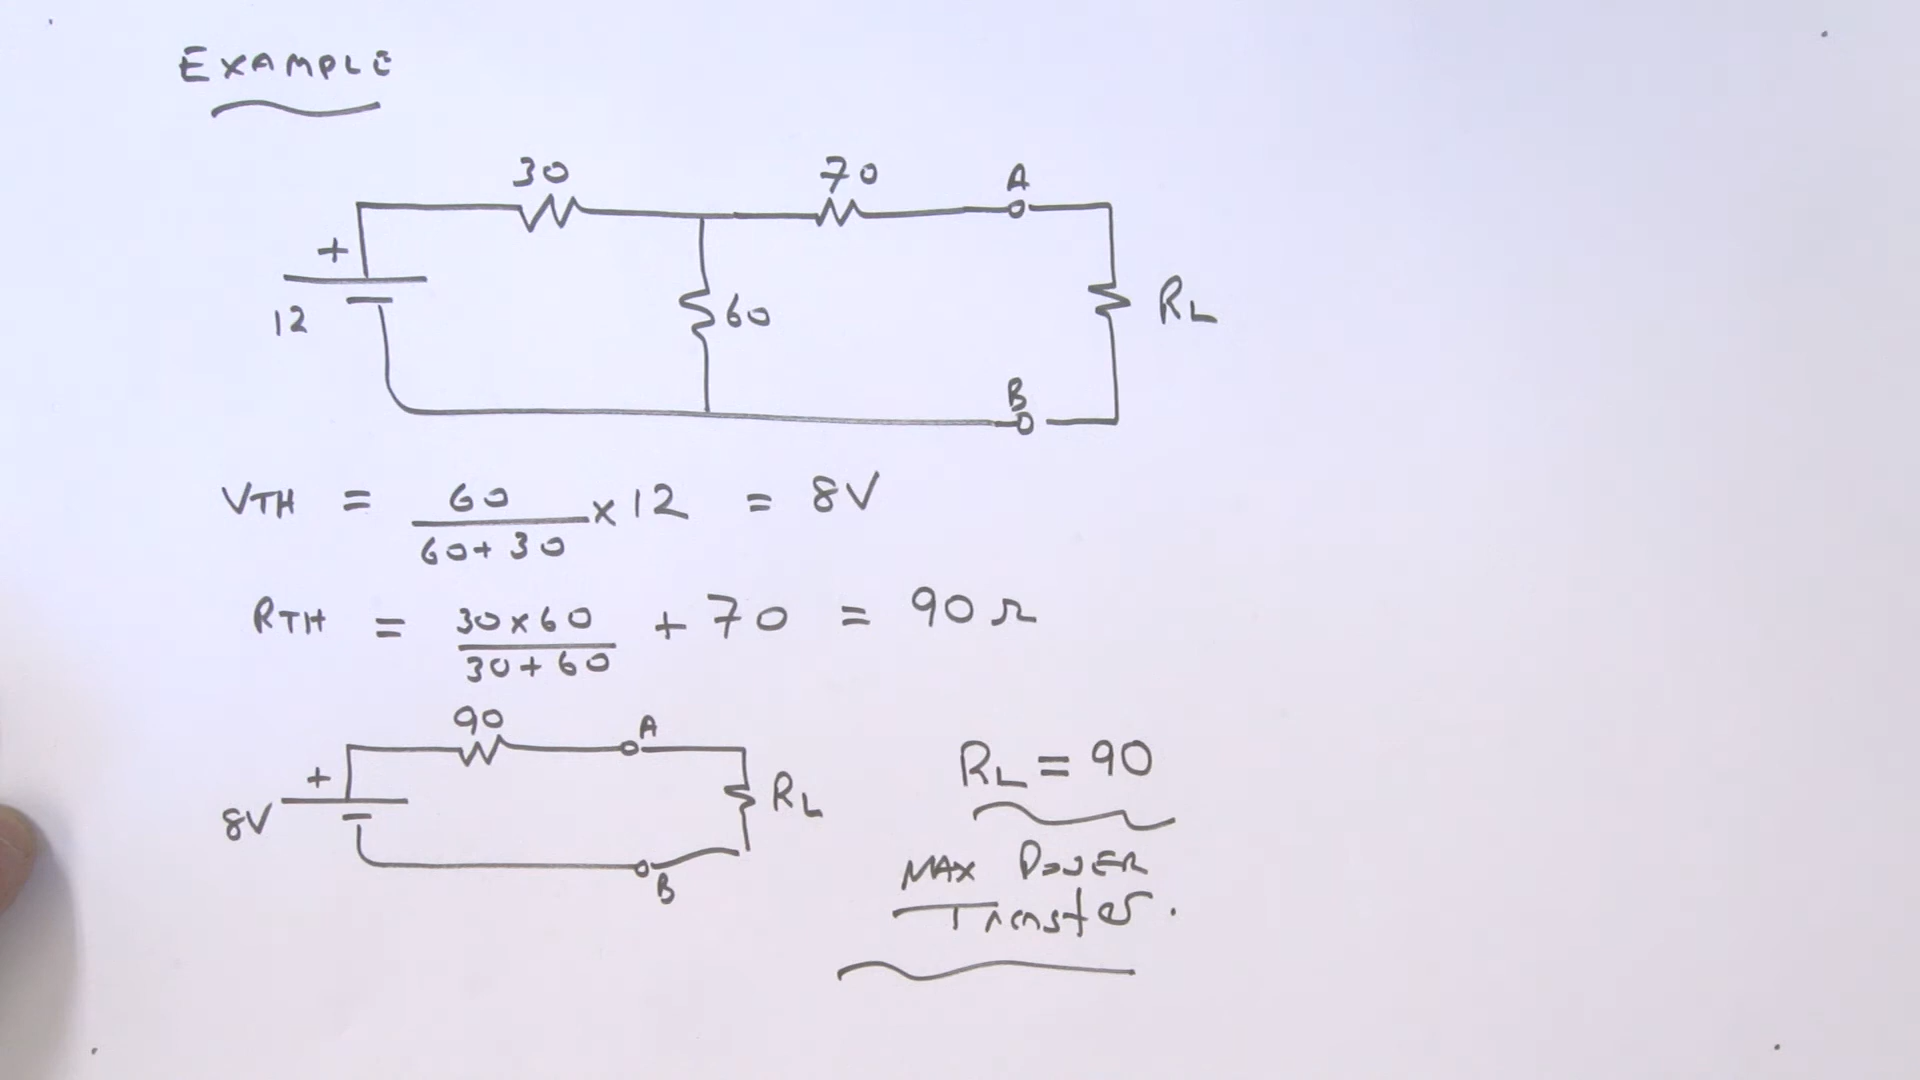 EXAMPLE
30 70 A
+
12 60 RL
B
VTH = 60/60+30 x 12 = 8V
RTH = 30x60/30+60 + 70 = 90Ω
90 A
+
8V RL
B
RL = 90
MAX POWER
Transfer.